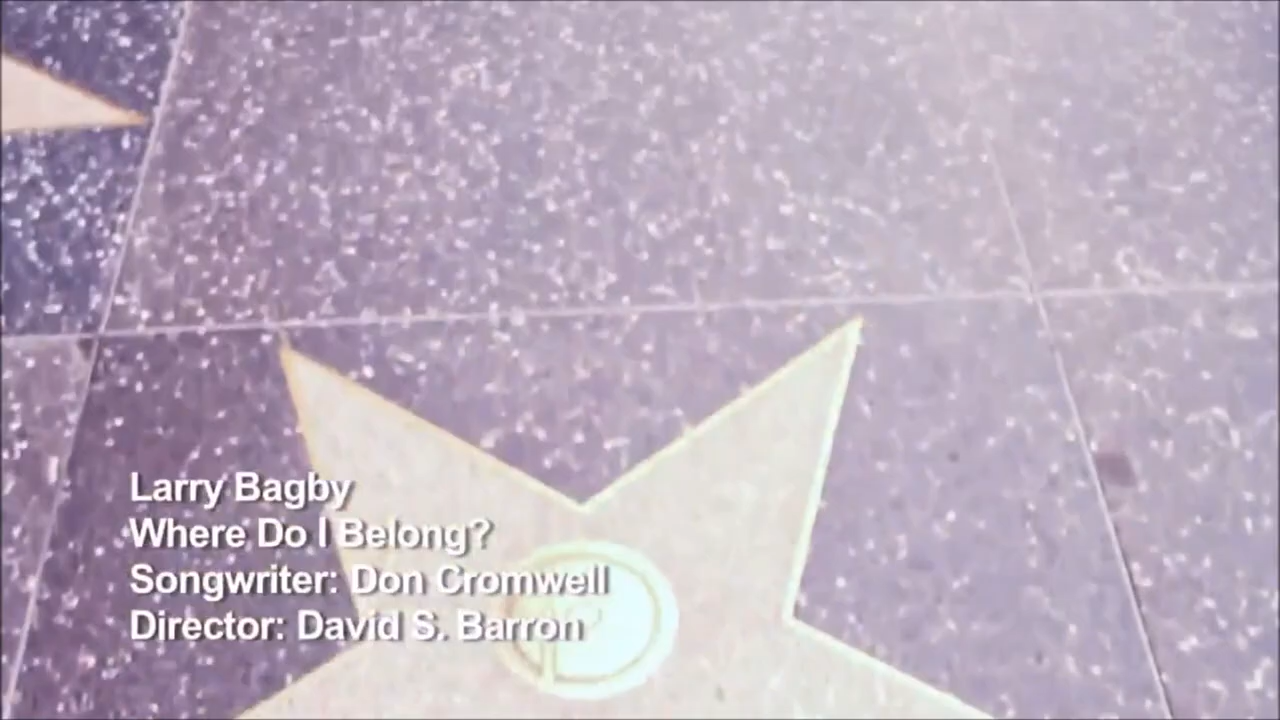 Larry Bagby
Where Do I Belong?
Songwriter: Don Cromwell
Director: David S. Barron